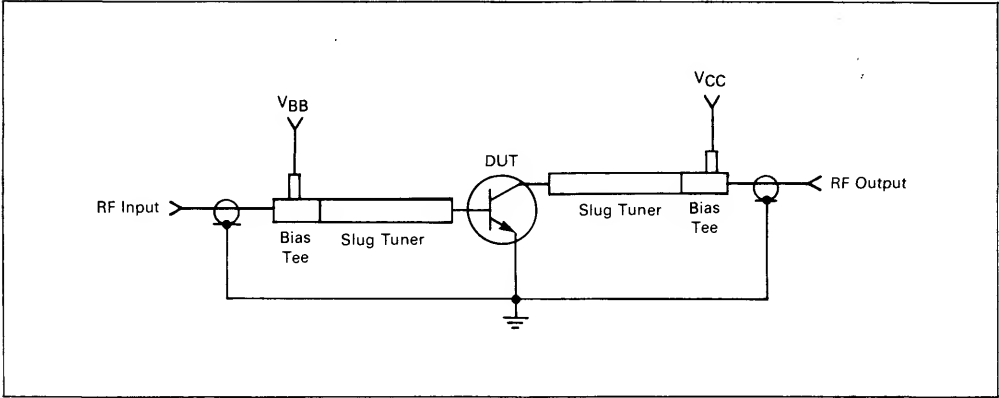 VCC
VBB
DUT
RF Input
RF Output
Bias
Tee
Slug Tuner
Slug Tuner
Bias
Tee